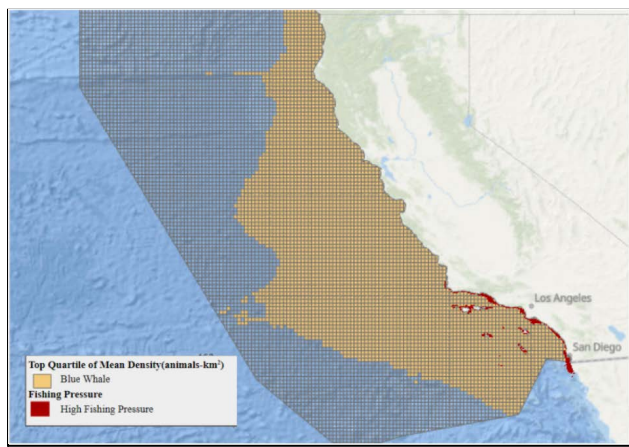 Los Angeles
San Diego
Top Quartile of Mean Density(animals-km²)
Blue Whale
Fishing Pressure
High Fishing Pressure